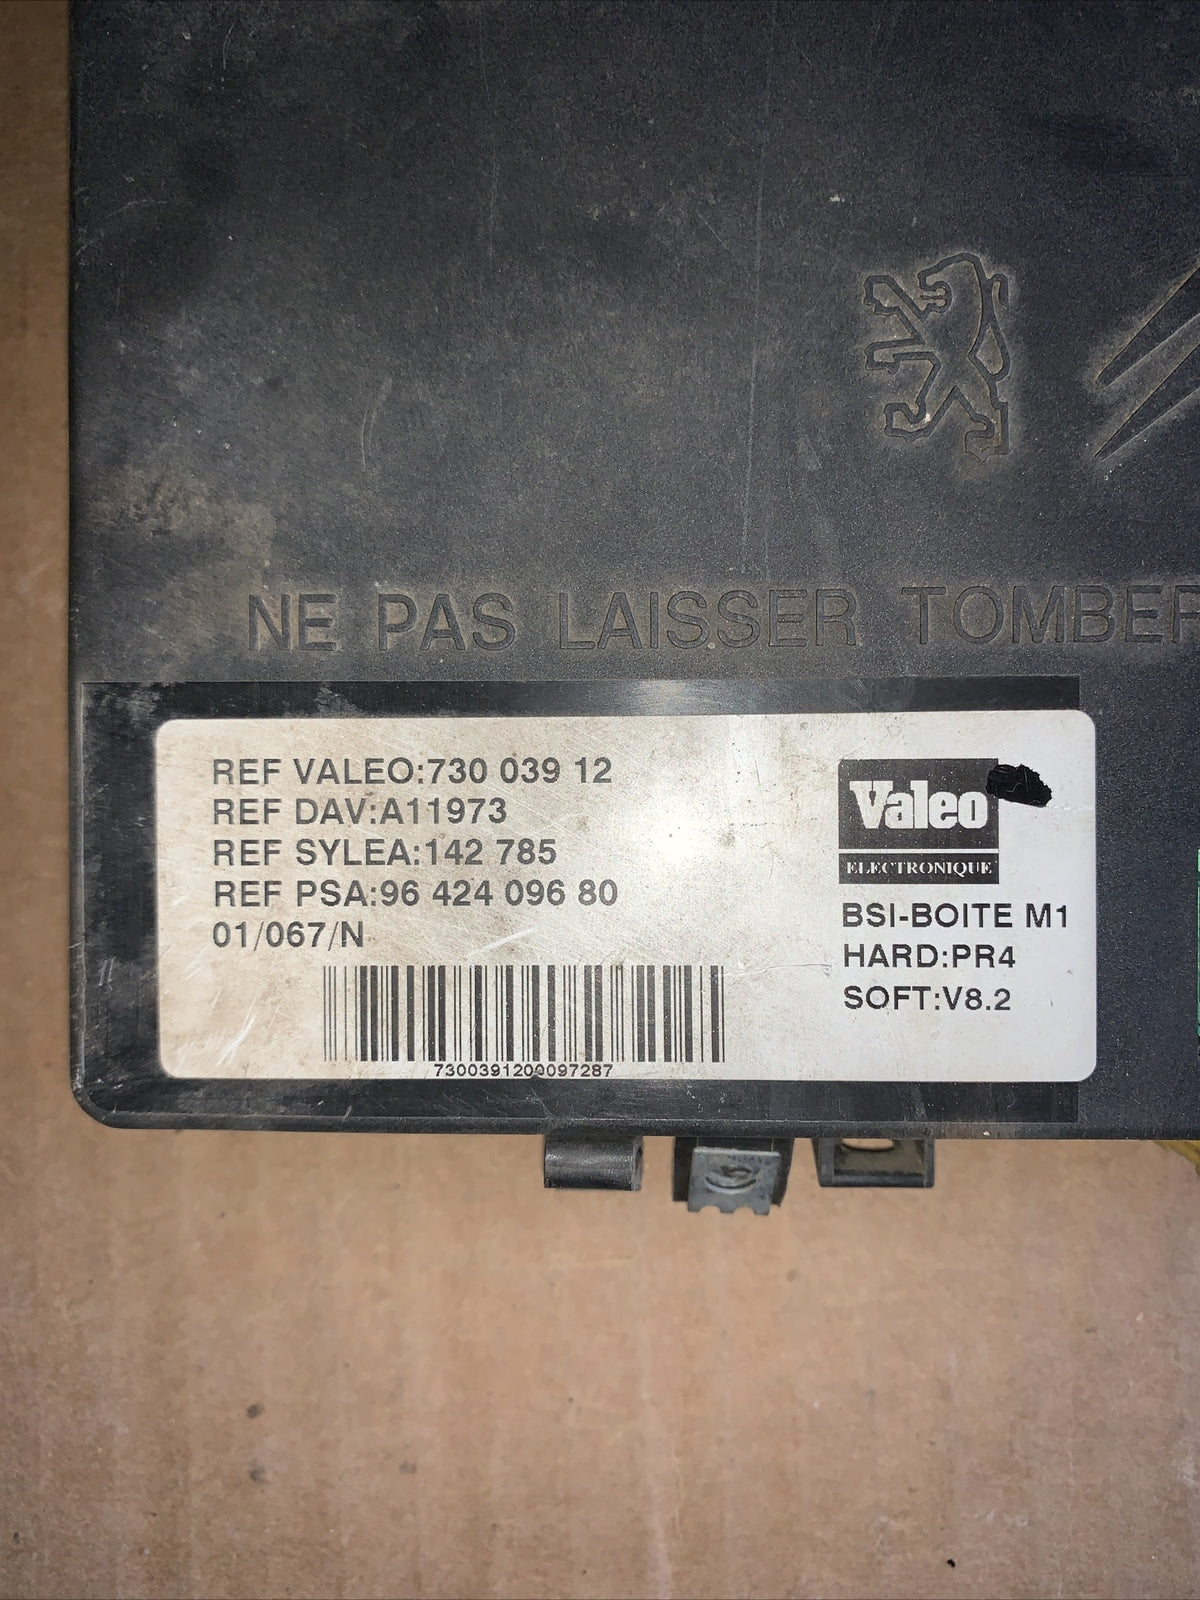 NE PAS LAISSER TOMBER
REF VALEO:730 039 12
REF DAV:A11973
REF SYLEA:142 785
REF PSA:96 424 096 80
01/067/N
7300391200097287
Valeo
ELECTRONIQUE
BSI-BOITE M1
HARD:PR4
SOFT:V8.2